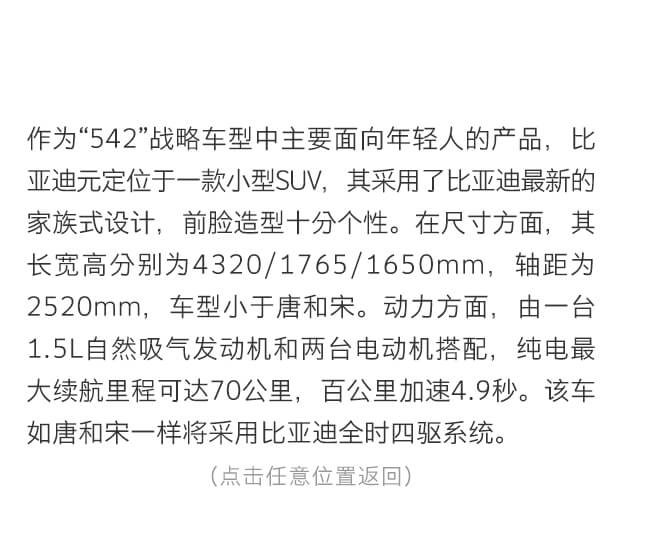 作为“542”战略车型中主要面向年轻人的产品，比
亚迪元定位于一款小型SUV，其采用了比亚迪最新的
家族式设计，前脸造型十分个性。在尺寸方面，其
长宽高分别为4320/1765/1650mm，轴距为
2520mm，车型小于唐和宋。动力方面，由一台
1.5L自然吸气发动机和两台电动机搭配，纯电最
大续航里程可达70公里，百公里加速4.9秒。该车
如唐和宋一样将采用比亚迪全时四驱系统。
（点击任意位置返回）